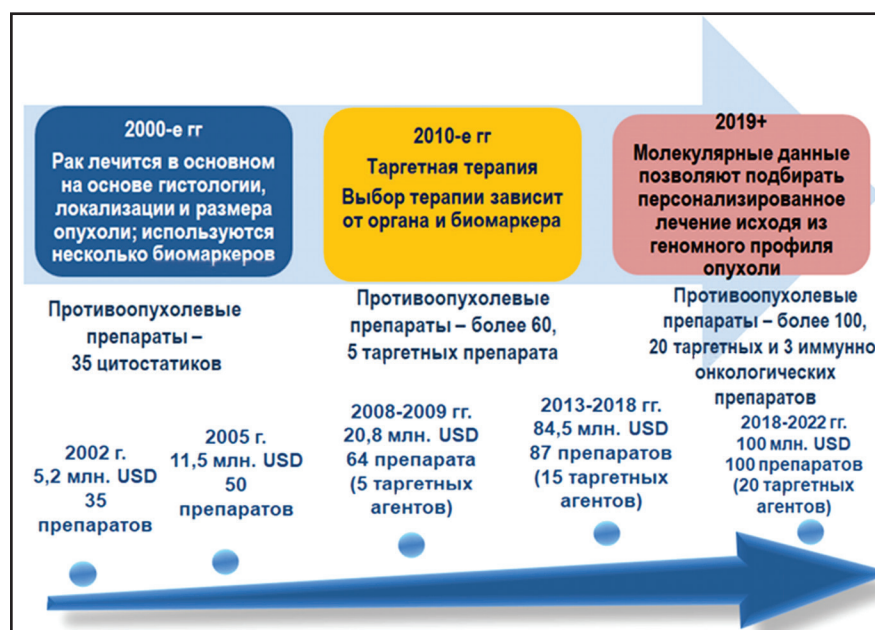 2000-е гг
Рак лечится в основном
на основе гистологии,
локализации и размера
опухоли; используются
несколько биомаркеров
2010-е гг
Таргетная терапия
Выбор терапии зависит
от органа и биомаркера
2019+
Молекулярные данные
позволяют подбирать
персонализированное
лечение исходя из
геномного профиля
опухоли
Противоопухолевые
препараты –
35 цитостатиков
Противоопухолевые
препараты – более 60,
5 таргетных препарата
Противоопухолевые
препараты – более 100,
20 таргетных и 3 иммунно
онкологических
препаратов
2002 г.
5,2 млн. USD
35
препаратов
2005 г.
11,5 млн. USD
50
препаратов
2008-2009 гг.
20,8 млн. USD
64 препарата
(5 таргетных
агентов)
2013-2018 гг.
84,5 млн. USD
87 препаратов
(15 таргетных
агентов)
2018-2022 гг.
100 млн. USD
100 препаратов
(20 таргетных
агентов)